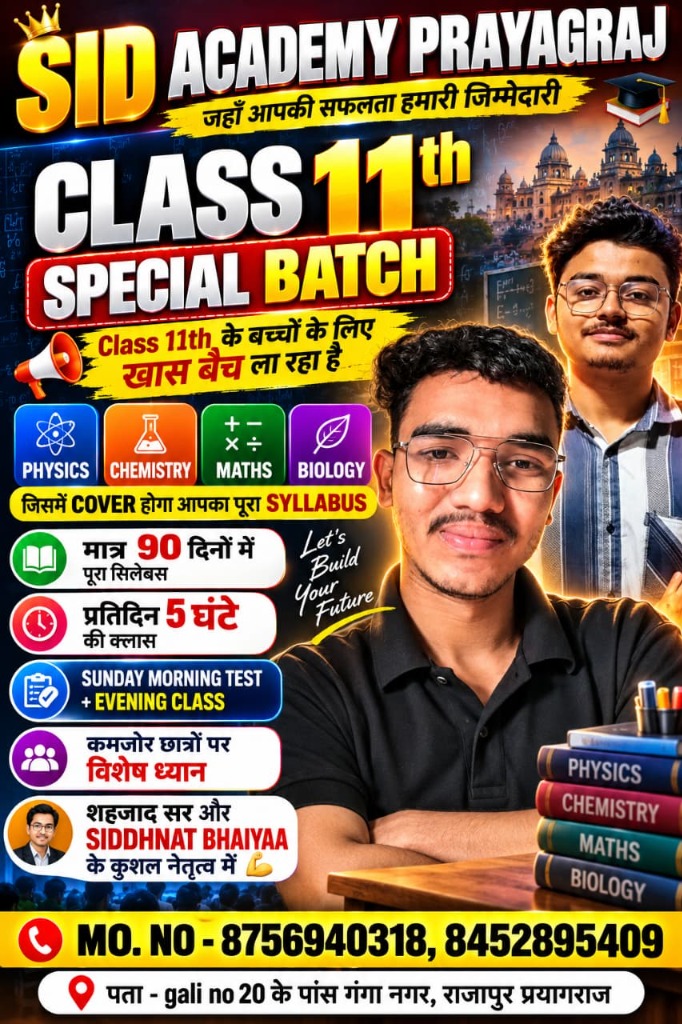 SID ACADEMY PRAYAGRAJ
जहाँ आपकी सफलता हमारी जिम्मेदारी
CLASS 11th
SPECIAL BATCH
Class 11th के बच्चों के लिए
खास बैच ला रहा है
PHYSICS
CHEMISTRY
MATHS
BIOLOGY
जिसमें COVER होगा आपका पूरा SYLLABUS
मात्र 90 दिनों में
पूरा सिलेबस
प्रतिदिन 5 घंटे
की क्लास
SUNDAY MORNING TEST
+ EVENING CLASS
कमजोर छात्रों पर
विशेष ध्यान
शहजाद सर और
SIDDHNAT BHAIYAA
के कुशल नेतृत्व में 💪
Let's
Build
Your
Future
PHYSICS
CHEMISTRY
MATHS
BIOLOGY
MO. NO - 8756940318, 8452895409
पता - gali no 20 के पांस गंगा नगर, राजापुर प्रयागराज